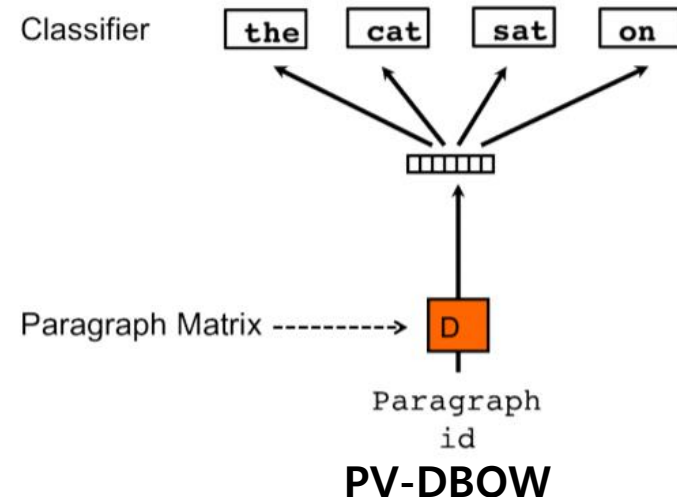 Classifier the cat sat on
Paragraph Matrix D
Paragraph
id
PV-DBOW